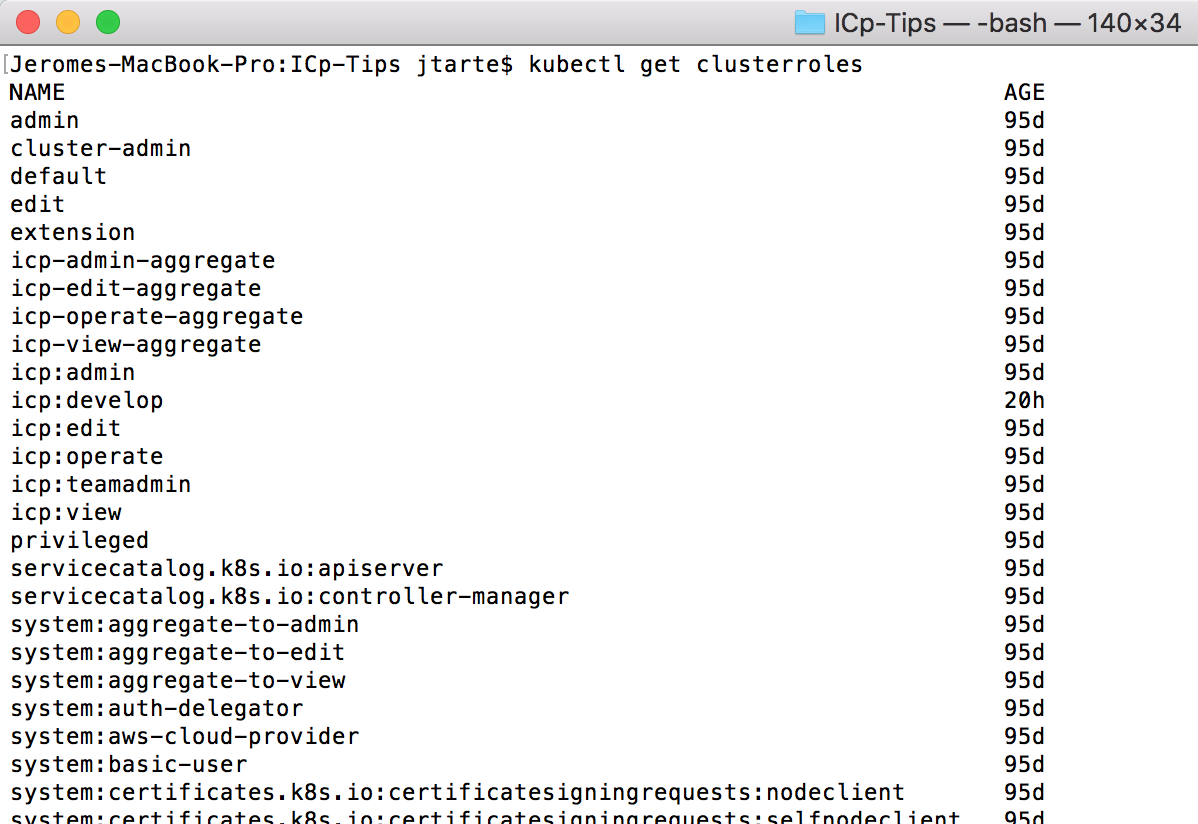 ICp-Tips — -bash — 140×34
Jeromes-MacBook-Pro:ICp-Tips jtarte$ kubectl get clusterroles
NAME AGE
admin 95d
cluster-admin 95d
default 95d
edit 95d
extension 95d
icp-admin-aggregate 95d
icp-edit-aggregate 95d
icp-operate-aggregate 95d
icp-view-aggregate 95d
icp:admin 95d
icp:develop 20h
icp:edit 95d
icp:operate 95d
icp:teamadmin 95d
icp:view 95d
privileged 95d
servicecatalog.k8s.io:apiserver 95d
servicecatalog.k8s.io:controller-manager 95d
system:aggregate-to-admin 95d
system:aggregate-to-edit 95d
system:aggregate-to-view 95d
system:auth-delegator 95d
system:aws-cloud-provider 95d
system:basic-user 95d
system:certificates.k8s.io:certificatesigningrequests:nodeclient 95d
system:certificates.k8s.io:certificatesigningrequests:selfnodeclient 95d